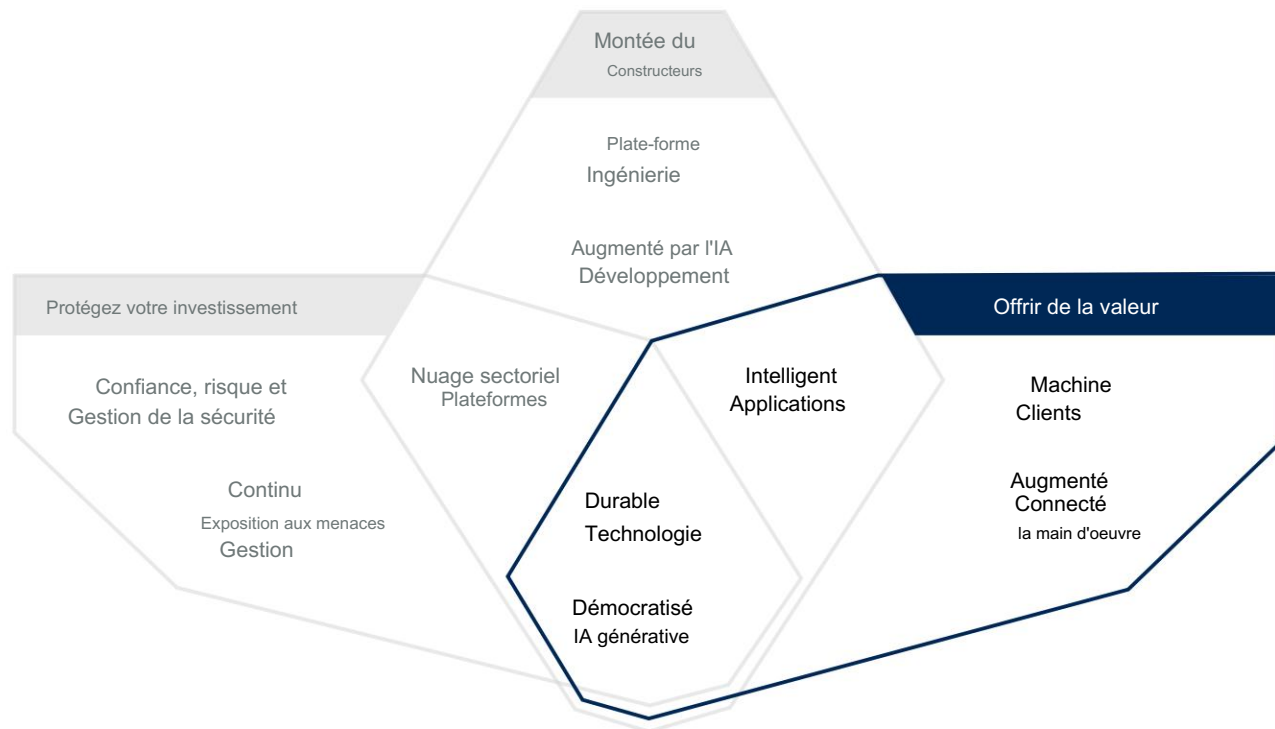 Montée du
Constructeurs
Plate-forme
Ingénierie
Augmenté par l'IA
Développement
Protégez votre investissement
Confiance, risque et
Gestion de la sécurité
Continu
Exposition aux menaces
Gestion
Nuage sectoriel
Plateformes
Durable
Technologie
Démocratisé
IA générative
Intelligent
Applications
Offrir de la valeur
Machine
Clients
Augmenté
Connecté
la main d'oeuvre